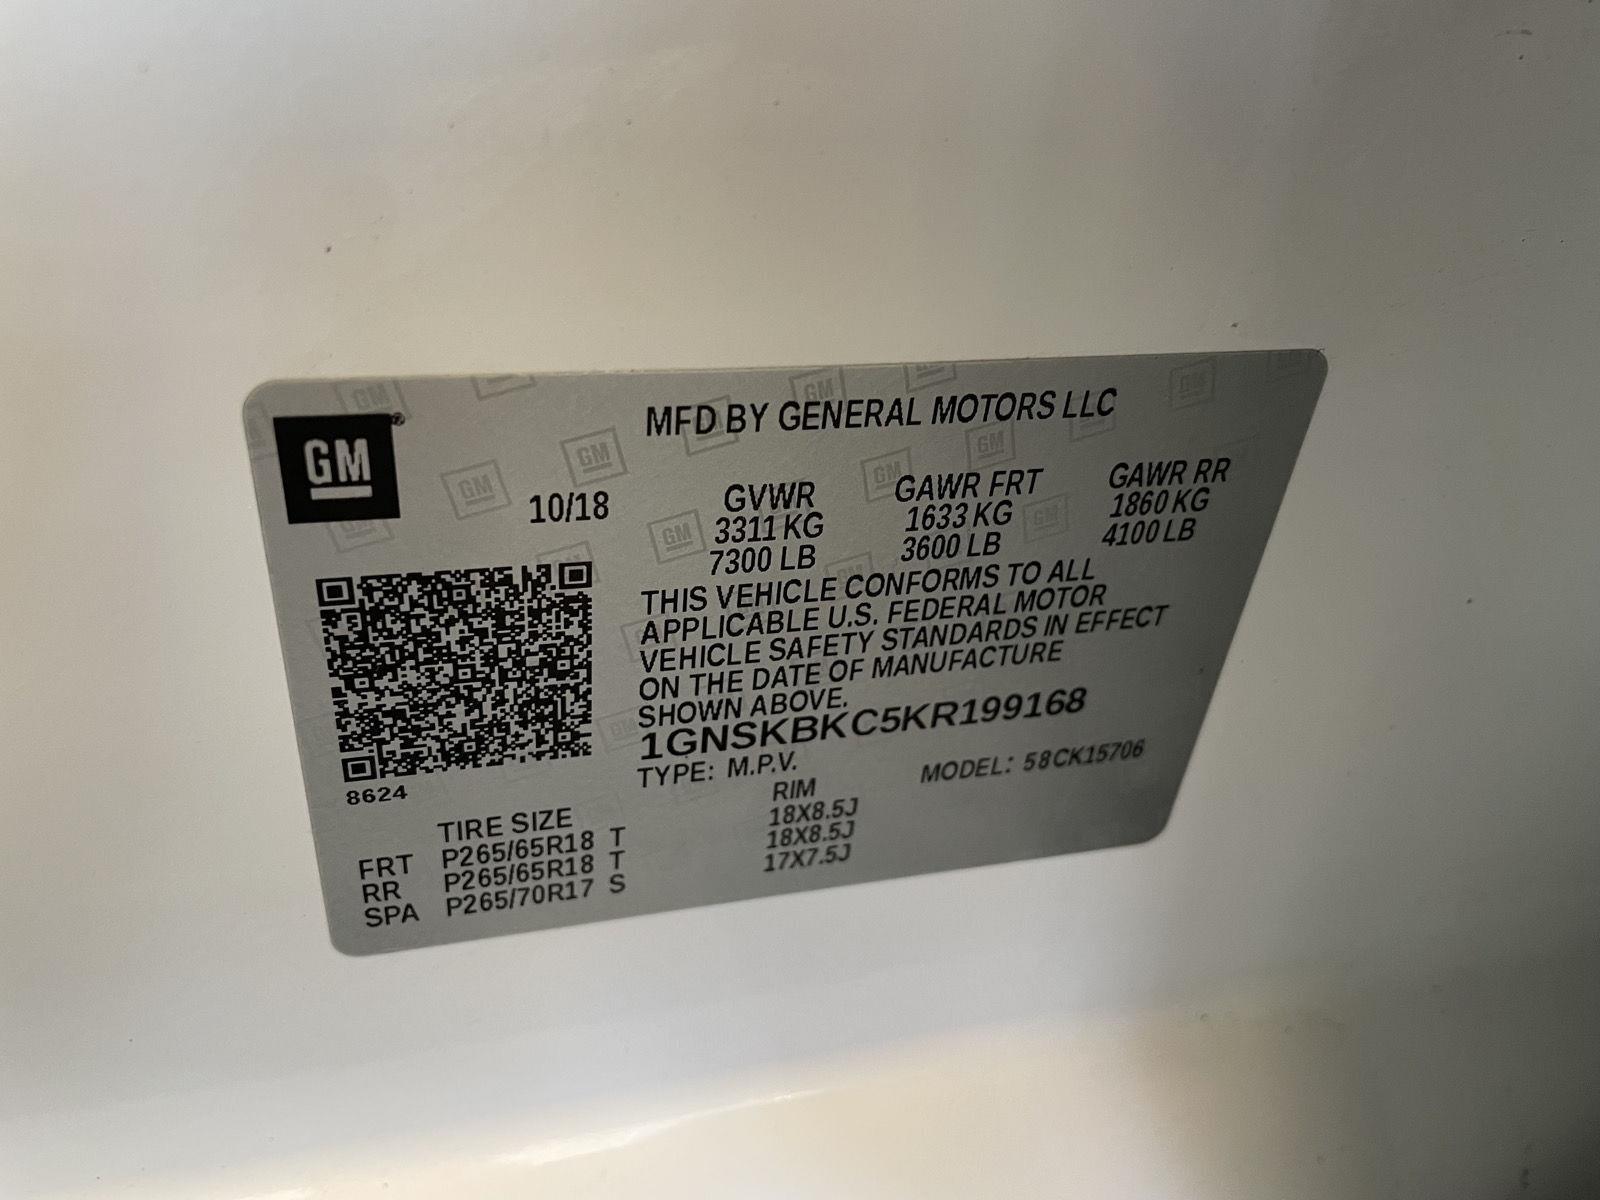 GM
MFD BY GENERAL MOTORS LLC
10/18
GVWR GAWR FRT GAWR RR
3311 KG 1633 KG 1860 KG
7300 LB 3600 LB 4100 LB
THIS VEHICLE CONFORMS TO ALL
APPLICABLE U.S. FEDERAL MOTOR
VEHICLE SAFETY STANDARDS IN EFFECT
ON THE DATE OF MANUFACTURE
SHOWN ABOVE.
1GNSKBKC5KR199168
TYPE: M.P.V. MODEL: 58CK15706
8624
TIRE SIZE RIM
FRT P265/65R18 T 18X8.5J
RR P265/65R18 T 18X8.5J
SPA P265/70R17 S 17X7.5J